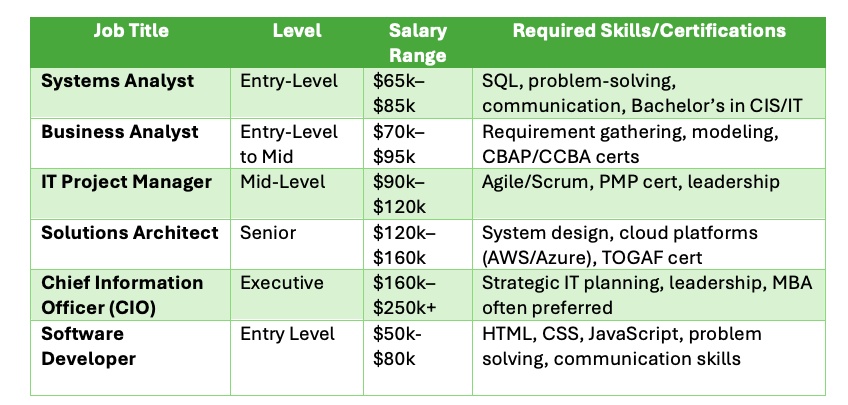 Job Title Level Salary Range Required Skills/Certifications
Systems Analyst Entry-Level $65k– $85k SQL, problem-solving, communication, Bachelor’s in CIS/IT
Business Analyst Entry-Level to Mid $70k– $95k Requirement gathering, modeling, CBAP/CCBA certs
IT Project Manager Mid-Level $90k– $120k Agile/Scrum, PMP cert, leadership
Solutions Architect Senior $120k– $160k System design, cloud platforms (AWS/Azure), TOGAF cert
Chief Information Officer (CIO) Executive $160k– $250k+ Strategic IT planning, leadership, MBA often preferred
Software Developer Entry Level $50k- $80k HTML, CSS, JavaScript, problem solving, communication skills